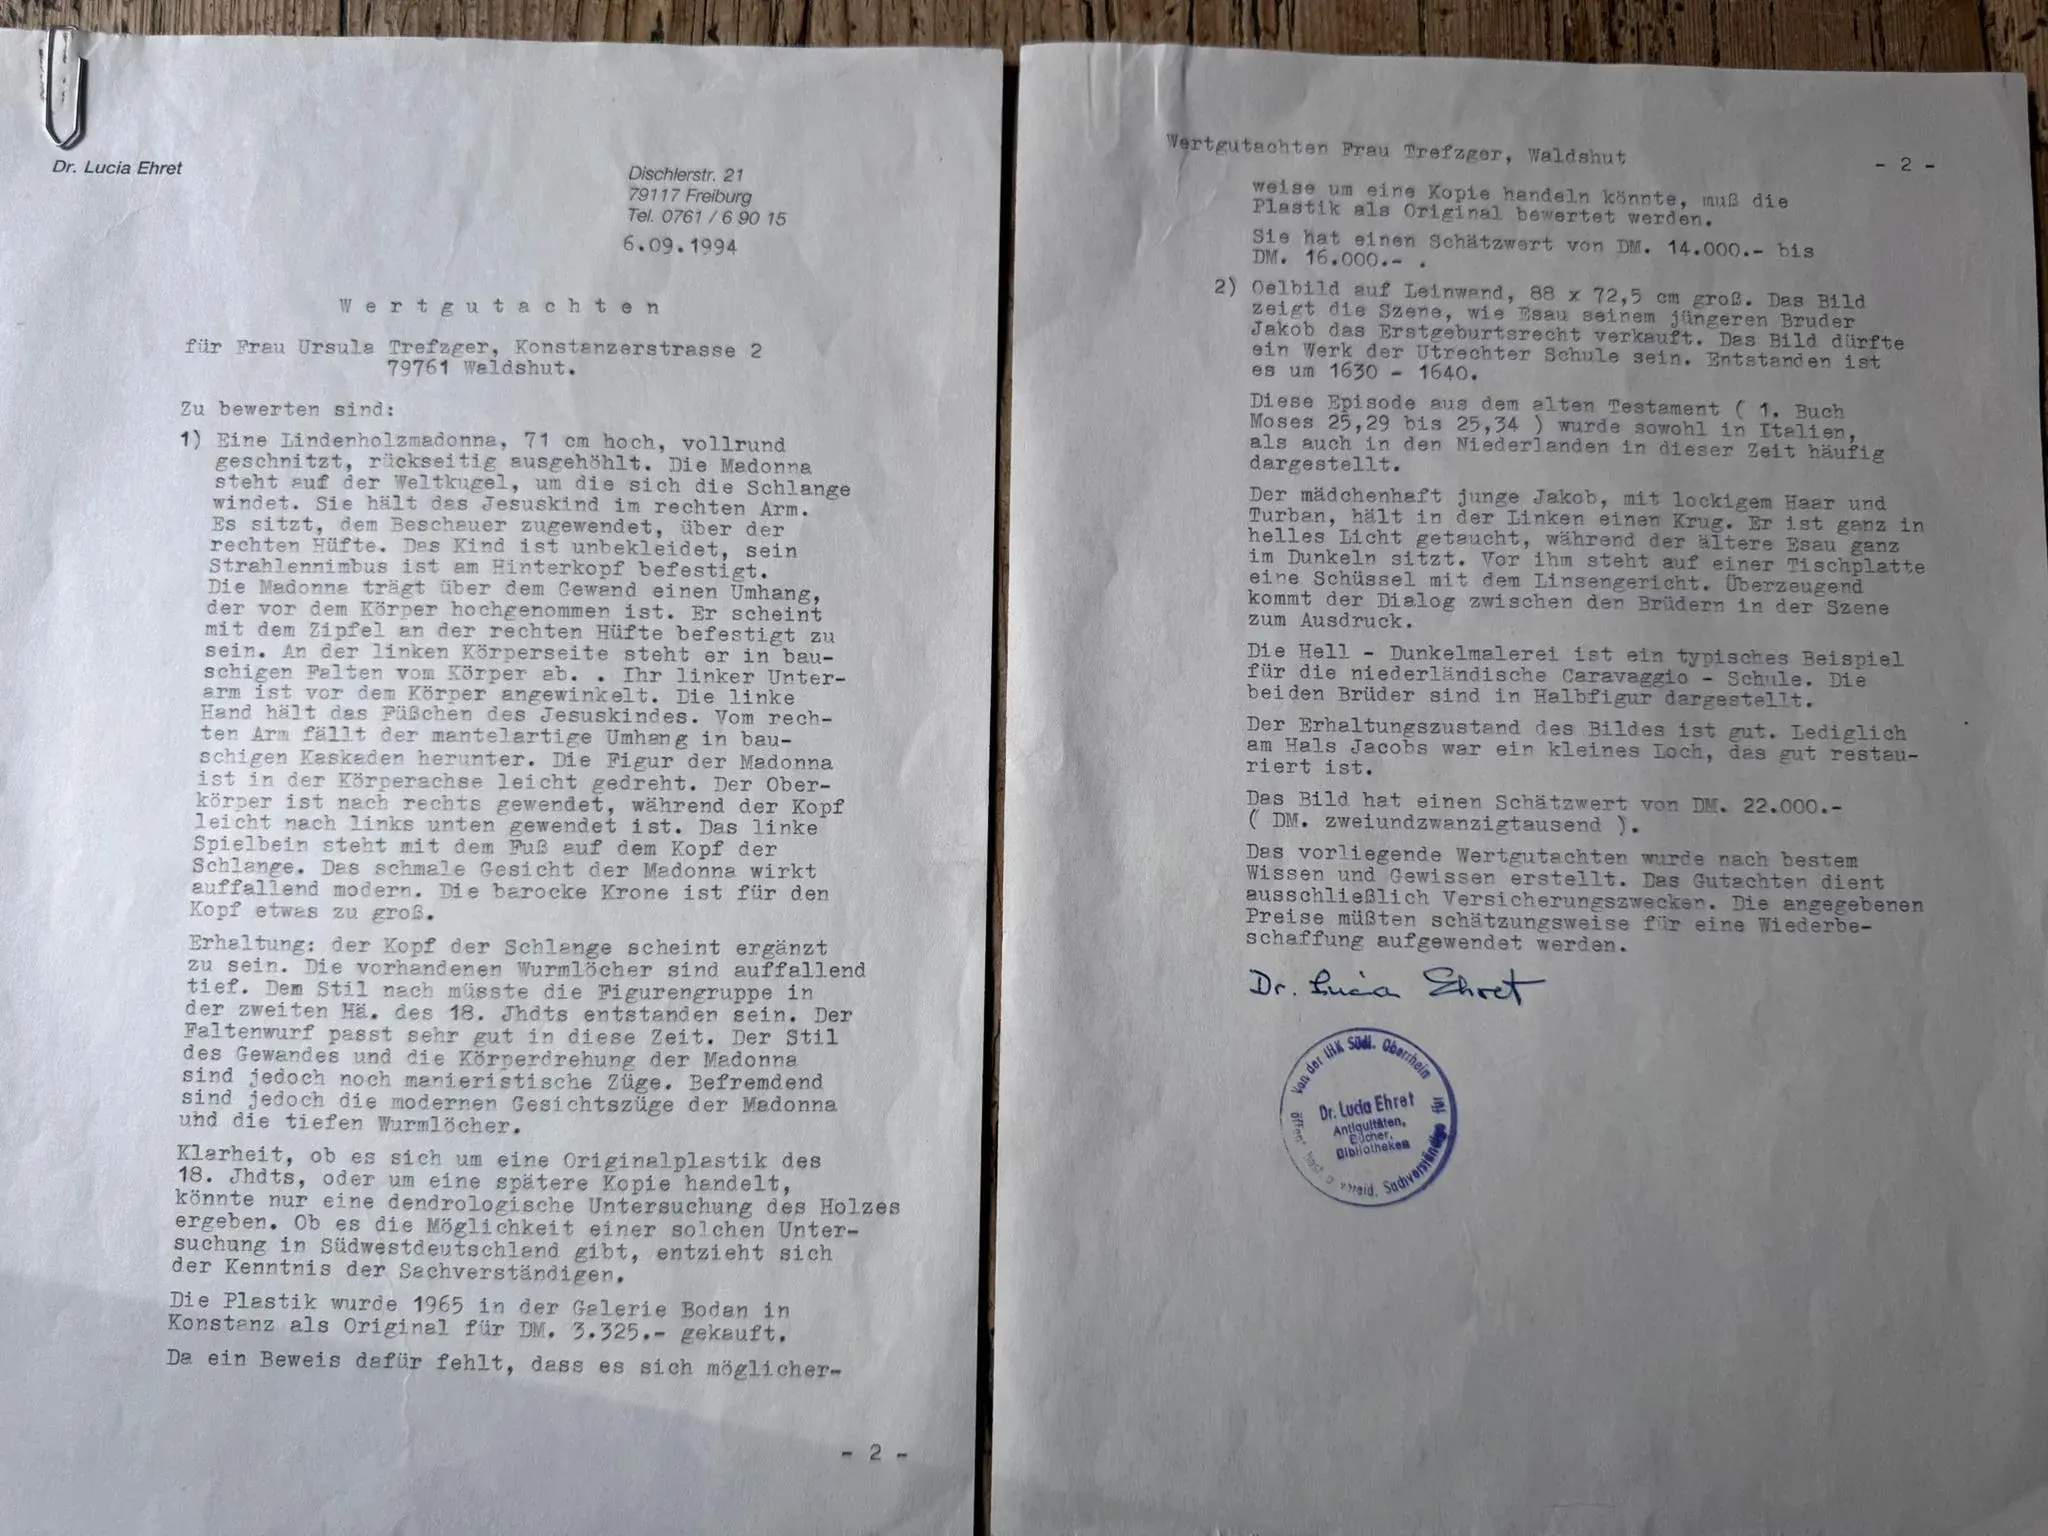 Dr. Lucia Ehret
Dischlerstr. 21
79117 Freiburg
Tel. 0761 / 6 90 15
6.09.1994
W e r t g u t a c h t e n
für Frau Ursula Trefzger, Konstanzerstrasse 2
79761 Waldshut.
Zu bewerten sind:
1) Eine Lindenholzmadonna, 71 cm hoch, vollrund
geschnitzt, rückseitig ausgehöhlt. Die Madonna
steht auf der Weltkugel, um die sich die Schlange
windet. Sie hält das Jesuskind im rechten Arm.
Es sitzt, dem Beschauer zugewendet, über der
rechten Hüfte. Das Kind ist unbekleidet, sein
Strahlennimbus ist am Hinterkopf befestigt.
Die Madonna trägt über dem Gewand einen Umhang,
der vor dem Körper hochgenommen ist. Er scheint
mit dem Zipfel an der rechten Hüfte befestigt zu
sein. An der linken Körperseite steht er in bau-
schigen Falten vom Körper ab. . Ihr linker Unter-
arm ist vor dem Körper angewinkelt. Die linke
Hand hält das Füßchen des Jesuskindes. Vom rech-
ten Arm fällt der mantelartige Umhang in bau-
schigen Kaskaden herunter. Die Figur der Madonna
ist in der Körperachse leicht gedreht. Der Ober-
körper ist nach rechts gewendet, während der Kopf
leicht nach links unten gewendet ist. Das linke
Spielbein steht mit dem Fuß auf dem Kopf der
Schlange. Das schmale Gesicht der Madonna wirkt
auffallend modern. Die barocke Krone ist für den
Kopf etwas zu groß.
Erhaltung: der Kopf der Schlange scheint ergänzt
zu sein. Die vorhandenen Wurmlöcher sind auffallend
tief. Dem Stil nach müsste die Figurengruppe in
der zweiten Hä. des 18. Jhdts entstanden sein. Der
Faltenwurf passt sehr gut in diese Zeit. Der Stil
des Gewandes und die Körperdrehung der Madonna
sind jedoch noch manieristische Züge. Befremdend
sind jedoch die modernen Gesichtszüge der Madonna
und die tiefen Wurmlöcher.
Klarheit, ob es sich um eine Originalplastik des
18. Jhdts, oder um eine spätere Kopie handelt,
könnte nur eine dendrologische Untersuchung des Holzes
ergeben. Ob es die Möglichkeit einer solchen Unter-
suchung in Südwestdeutschland gibt, entzieht sich
der Kenntnis der Sachverständigen.
Die Plastik wurde 1965 in der Galerie Bodan in
Konstanz als Original für DM. 3.325.- gekauft.
Da ein Beweis dafür fehlt, dass es sich möglicher-
- 2 -
Wertgutachten Frau Trefzger, Waldshut
- 2 -
weise um eine Kopie handeln könnte, muß die
Plastik als Original bewertet werden.
Sie hat einen Schätzwert von DM. 14.000.- bis
DM. 16.000.- .
2) Oelbild auf Leinwand, 88 x 72,5 cm groß. Das Bild
zeigt die Szene, wie Esau seinem jüngeren Bruder
Jakob das Erstgeburtsrecht verkauft. Das Bild dürfte
ein Werk der Utrechter Schule sein. Entstanden ist
es um 1630 - 1640.
Diese Episode aus dem alten Testament ( 1. Buch
Moses 25,29 bis 25,34 ) wurde sowohl in Italien,
als auch in den Niederlanden in dieser Zeit häufig
dargestellt.
Der mädchenhaft junge Jakob, mit lockigem Haar und
Turban, hält in der Linken einen Krug. Er ist ganz in
helles Licht getaucht, während der ältere Esau ganz
im Dunkeln sitzt. Vor ihm steht auf einer Tischplatte
eine Schüssel mit dem Linsengericht. Überzeugend
kommt der Dialog zwischen den Brüdern in der Szene
zum Ausdruck.
Die Hell - Dunkelmalerei ist ein typisches Beispiel
für die niederländische Caravaggio - Schule. Die
beiden Brüder sind in Halbfigur dargestellt.
Der Erhaltungszustand des Bildes ist gut. Lediglich
am Hals Jacobs war ein kleines Loch, das gut restau-
riert ist.
Das Bild hat einen Schätzwert von DM. 22.000.-
( DM. zweiundzwanzigtausend ).
Das vorliegende Wertgutachten wurde nach bestem
Wissen und Gewissen erstellt. Das Gutachten dient
ausschließlich Versicherungszwecken. Die angegebenen
Preise müßten schätzungsweise für eine Wiederbe-
schaffung aufgewendet werden.
Dr. Lucia Ehret
Von der IHK Südl. Oberrhein
Dr. Lucia Ehret
Antiquitäten,
Bücher,
Bibliotheken
Sachverständige für